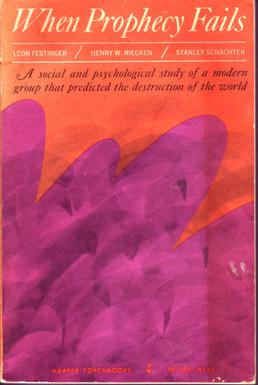 When Prophecy Fails
LEON FESTINGER / HENRY W. RIECKEN / STANLEY SCHACHTER
A social and psychological study of a modern
group that predicted the destruction of the world
HARPER TORCHBOOKS